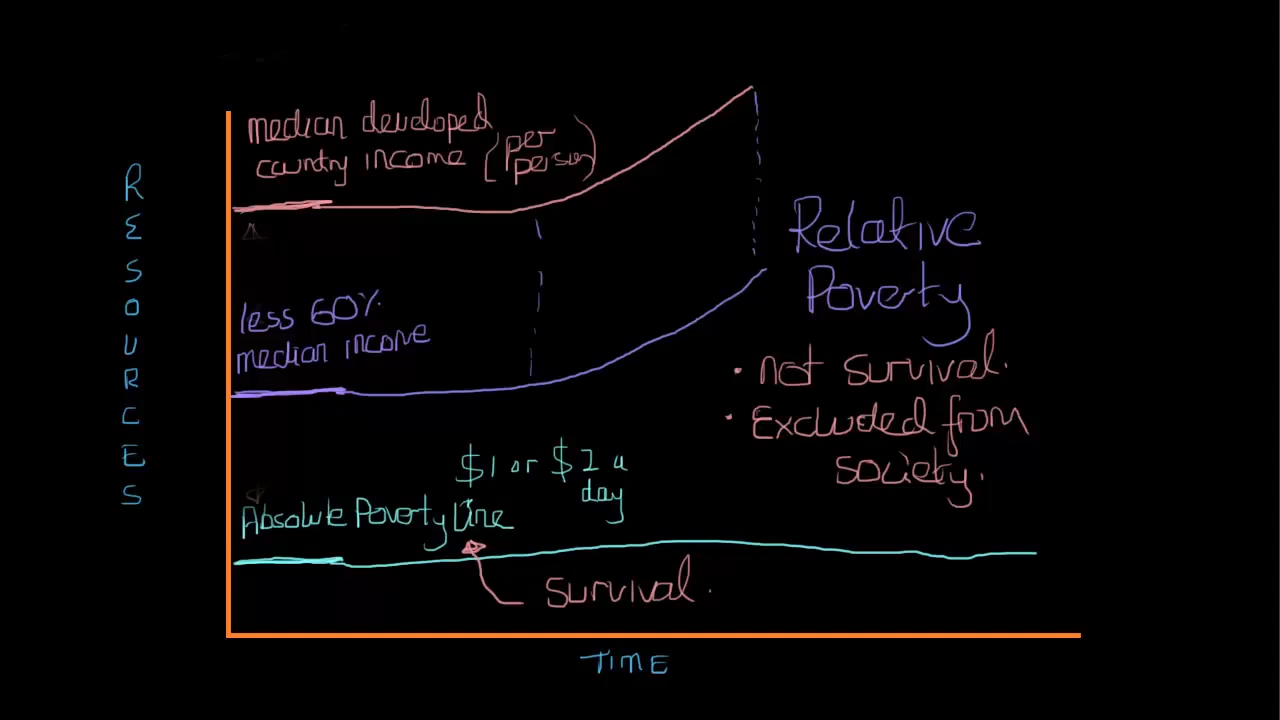 median developed
country income (per
person)
RESOURCES
Relative
Poverty
less 60%
median income
• not survival.
• Excluded from
society.
$1 or $2 a
day
Absolute Poverty Line
survival.
TIME